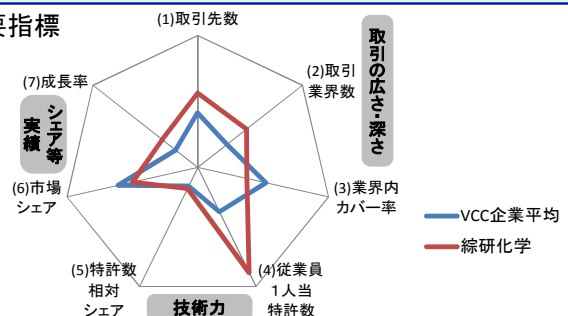 要指標
(1)取引先数
(2)取引
業界数
取引の広さ・深さ
(3)業界内
カバー率
(4)従業員
1人当
特許数
技術力
(5)特許数
相対
シェア
(6)市場
シェア
シェア等
実績
(7)成長率
VCC企業平均
綜研化学